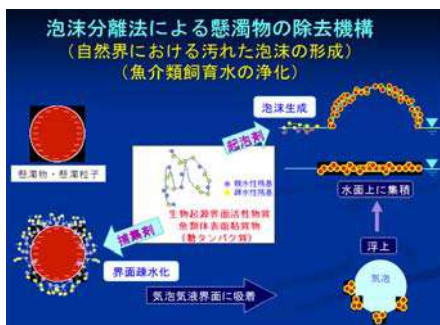 泡沫分離法による懸濁物の除去機構
(自然界における汚れた泡沫の形成)
(魚介類飼育水の浄化)
泡沫生成
起泡剤
懸濁物・懸濁粒子
親水性残基
疎水性残基
生物起源界面活性物質
魚類体表面粘質物
(糖タンパク質)
水面上に集積
捕集剤
界面疎水化
浮上
気泡
気泡気液界面に吸着